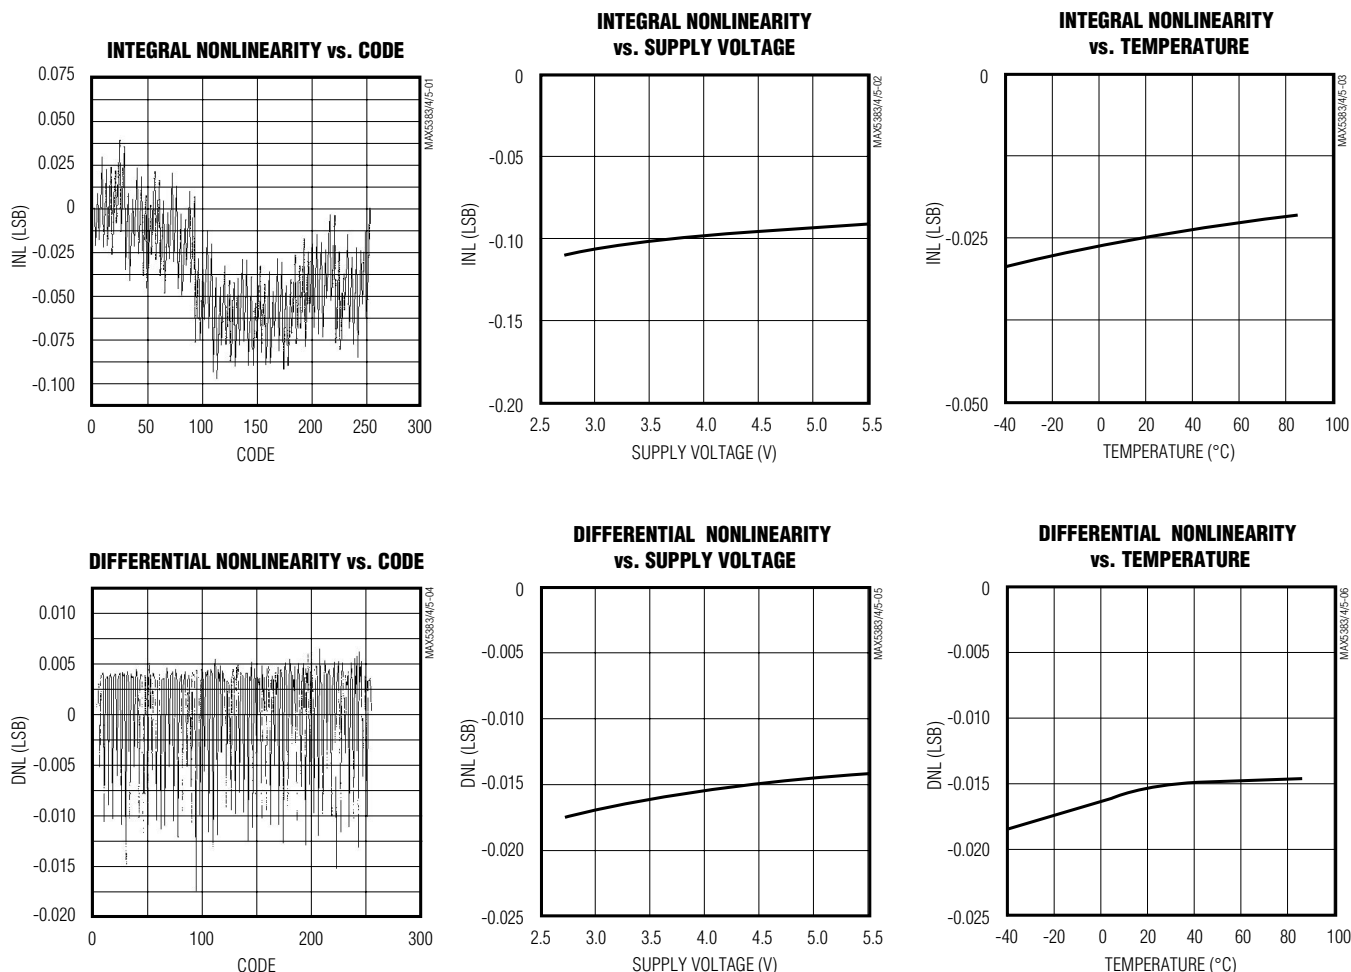 INTEGRAL NONLINEARITY vs. CODE
0.075
0.050
0.025
0
-0.025
-0.050
-0.075
-0.100
INL (LSB)
0 50 100 150 200 250 300
CODE
MAX5383/4/5-01
INTEGRAL NONLINEARITY
vs. SUPPLY VOLTAGE
0
-0.05
-0.10
-0.15
-0.20
INL (LSB)
2.5 3.0 3.5 4.0 4.5 5.0 5.5
SUPPLY VOLTAGE (V)
MAX5383/4/5-02
INTEGRAL NONLINEARITY
vs. TEMPERATURE
0
-0.025
-0.050
INL (LSB)
-40 -20 0 20 40 60 80 100
TEMPERATURE (°C)
MAX5383/4/5-03
DIFFERENTIAL NONLINEARITY vs. CODE
0.010
0.005
0
-0.005
-0.010
-0.015
-0.020
DNL (LSB)
0 100 200 300
CODE
MAX5383/4/5-04
DIFFERENTIAL NONLINEARITY
vs. SUPPLY VOLTAGE
0
-0.005
-0.010
-0.015
-0.020
-0.025
DNL (LSB)
2.5 3.0 3.5 4.0 4.5 5.0 5.5
SUPPLY VOLTAGE (V)
MAX5383/4/5-05
DIFFERENTIAL NONLINEARITY
vs. TEMPERATURE
0
-0.005
-0.010
-0.015
-0.020
-0.025
DNL (LSB)
-40 -20 0 20 40 60 80 100
TEMPERATURE (°C)
MAX5383/4/5-06